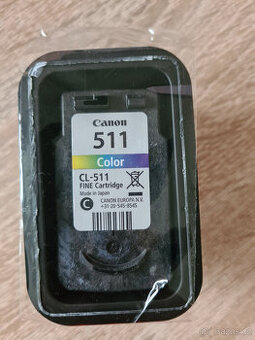 Canon
511
Color
CL-511
FINE Cartridge
Made in Japan
C
CANON EUROPA N.V.
+31-20-545-8545